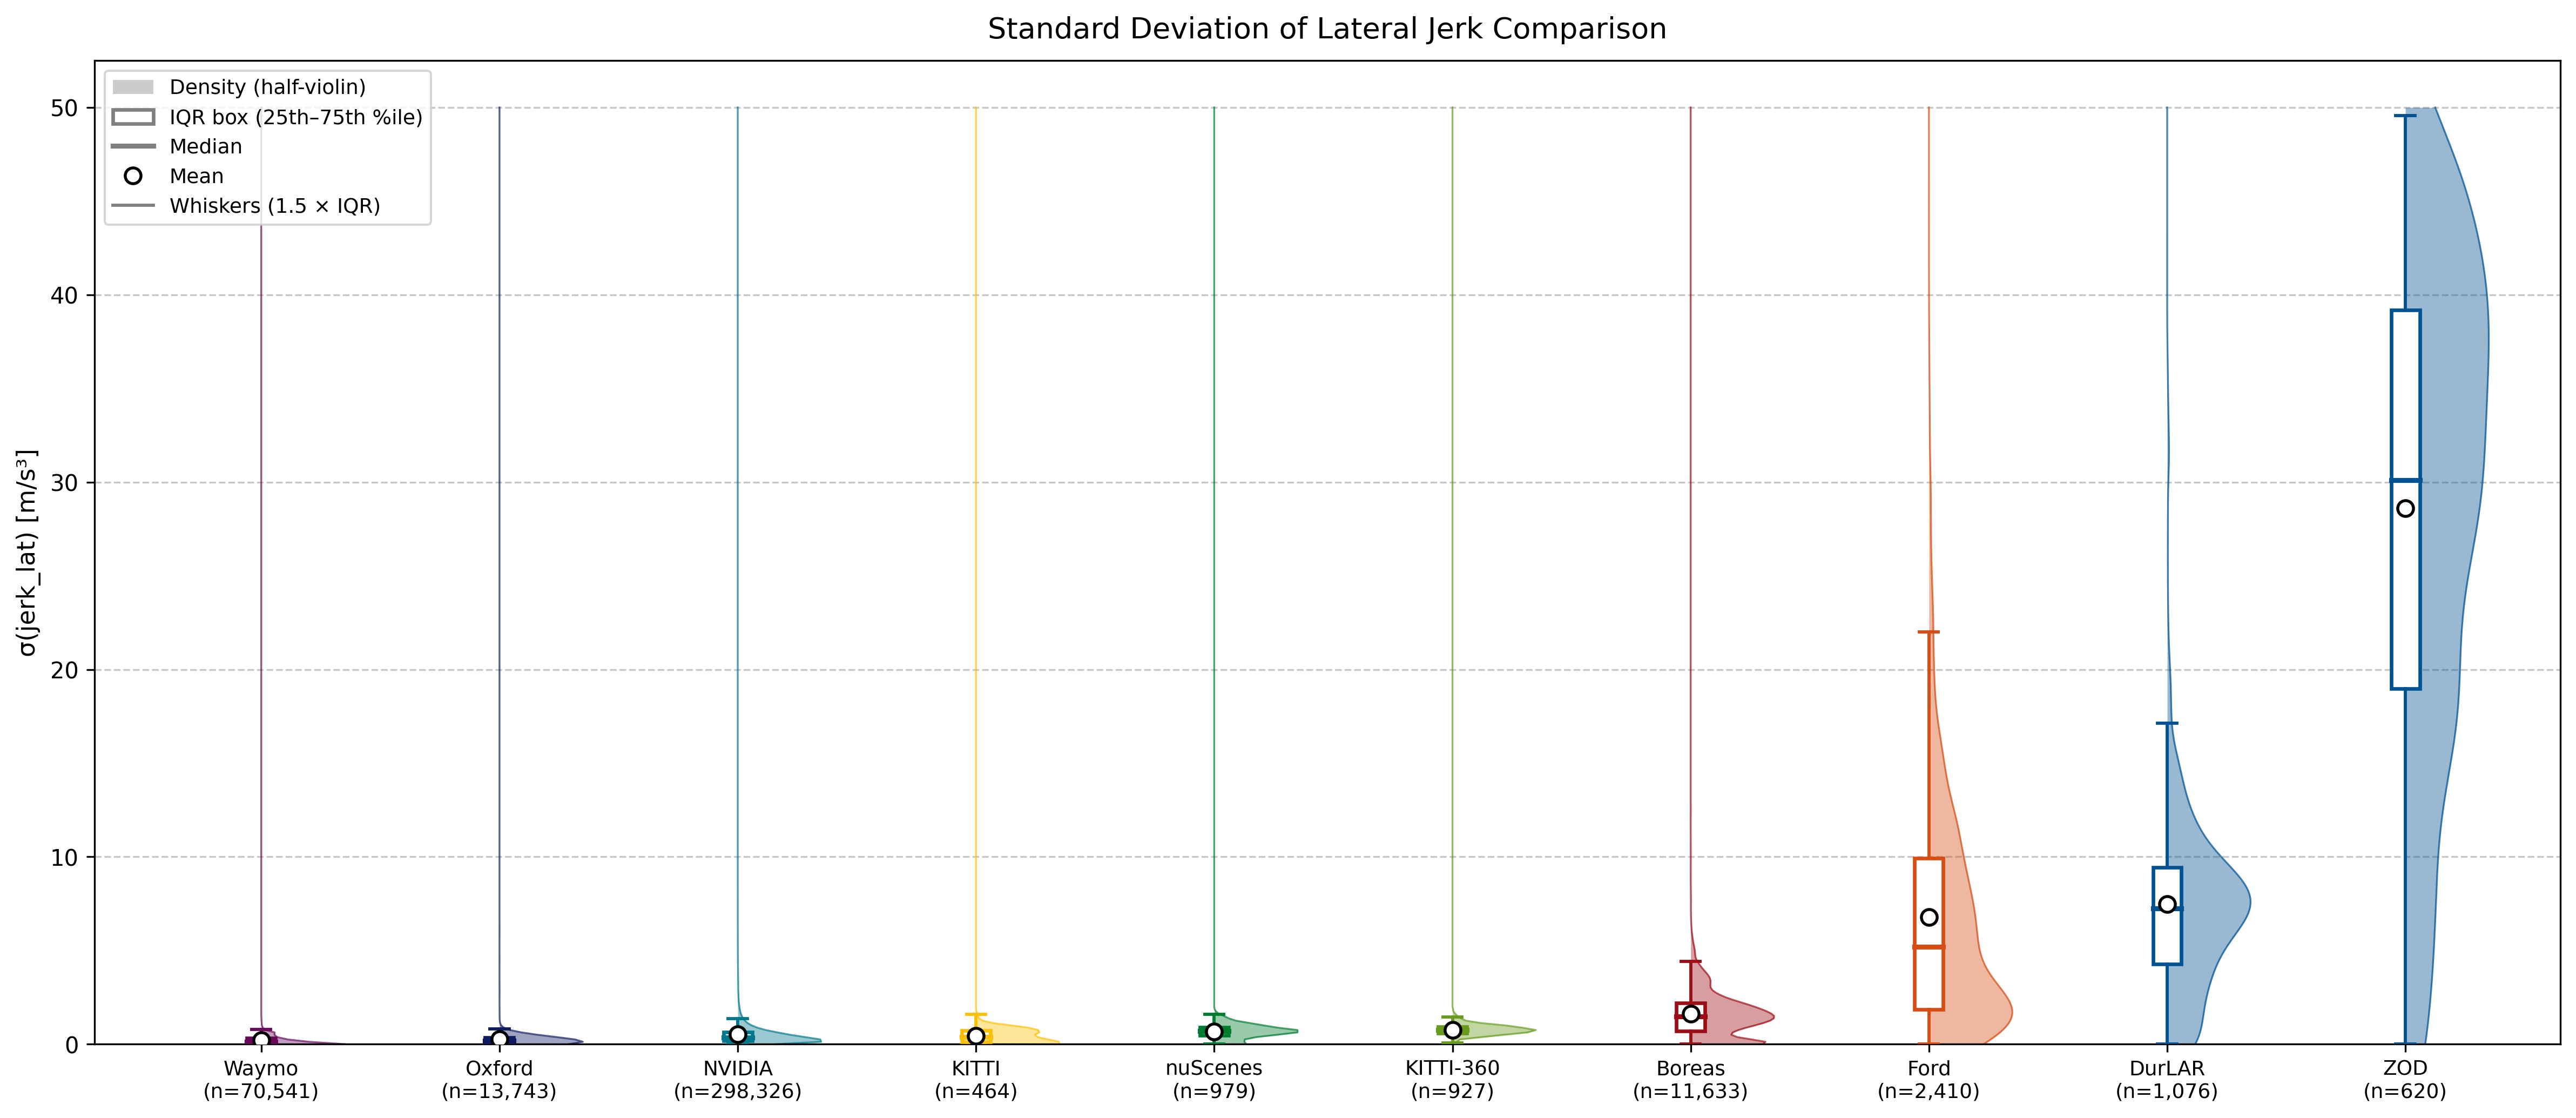 Standard Deviation of Lateral Jerk Comparison
Density (half-violin)
IQR box (25th–75th %ile)
Median
Mean
Whiskers (1.5 × IQR)
σ(jerk_lat) [m/s³]
50
40
30
20
10
0
Waymo
(n=70,541)
Oxford
(n=13,743)
NVIDIA
(n=298,326)
KITTI
(n=464)
nuScenes
(n=979)
KITTI-360
(n=927)
Boreas
(n=11,633)
Ford
(n=2,410)
DurLAR
(n=1,076)
ZOD
(n=620)